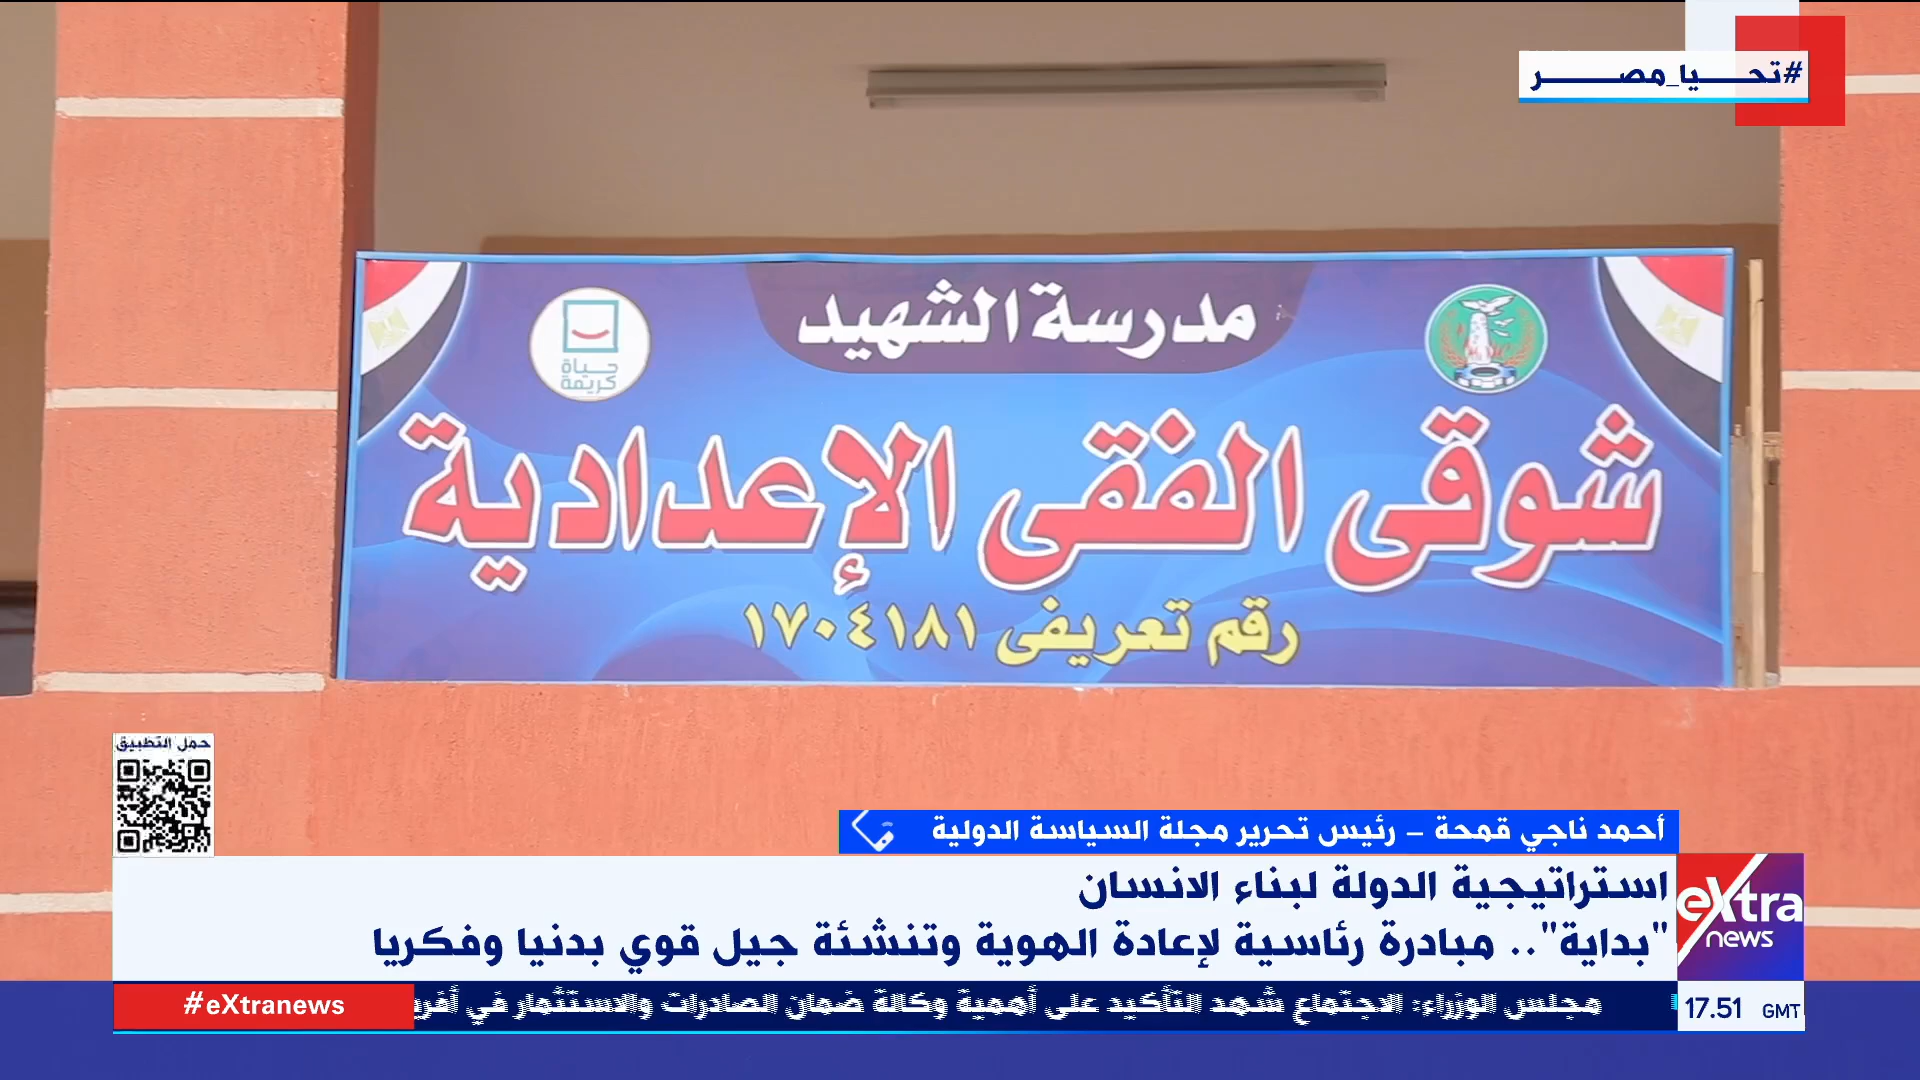 #تحـــيا_مصـــــر
مدرسة الشهيد
حياة
كريمة
شوقى الفقى الإعدادية
رقم تعريفى ١٧٠٤١٨١
حمل التطبيق
أحمد ناجي قمحة – رئيس تحرير مجلة السياسة الدولية
استراتيجية الدولة لبناء الانسان
"بداية".. مبادرة رئاسية لإعادة الهوية وتنشئة جيل قوي بدنيا وفكريا
eXtra
news
#eXtranews
مجلس الوزراء: الاجتماع شهد التأكيد على أهمية وكالة ضمان الصادرات والاستثمار في
17.51 GMT